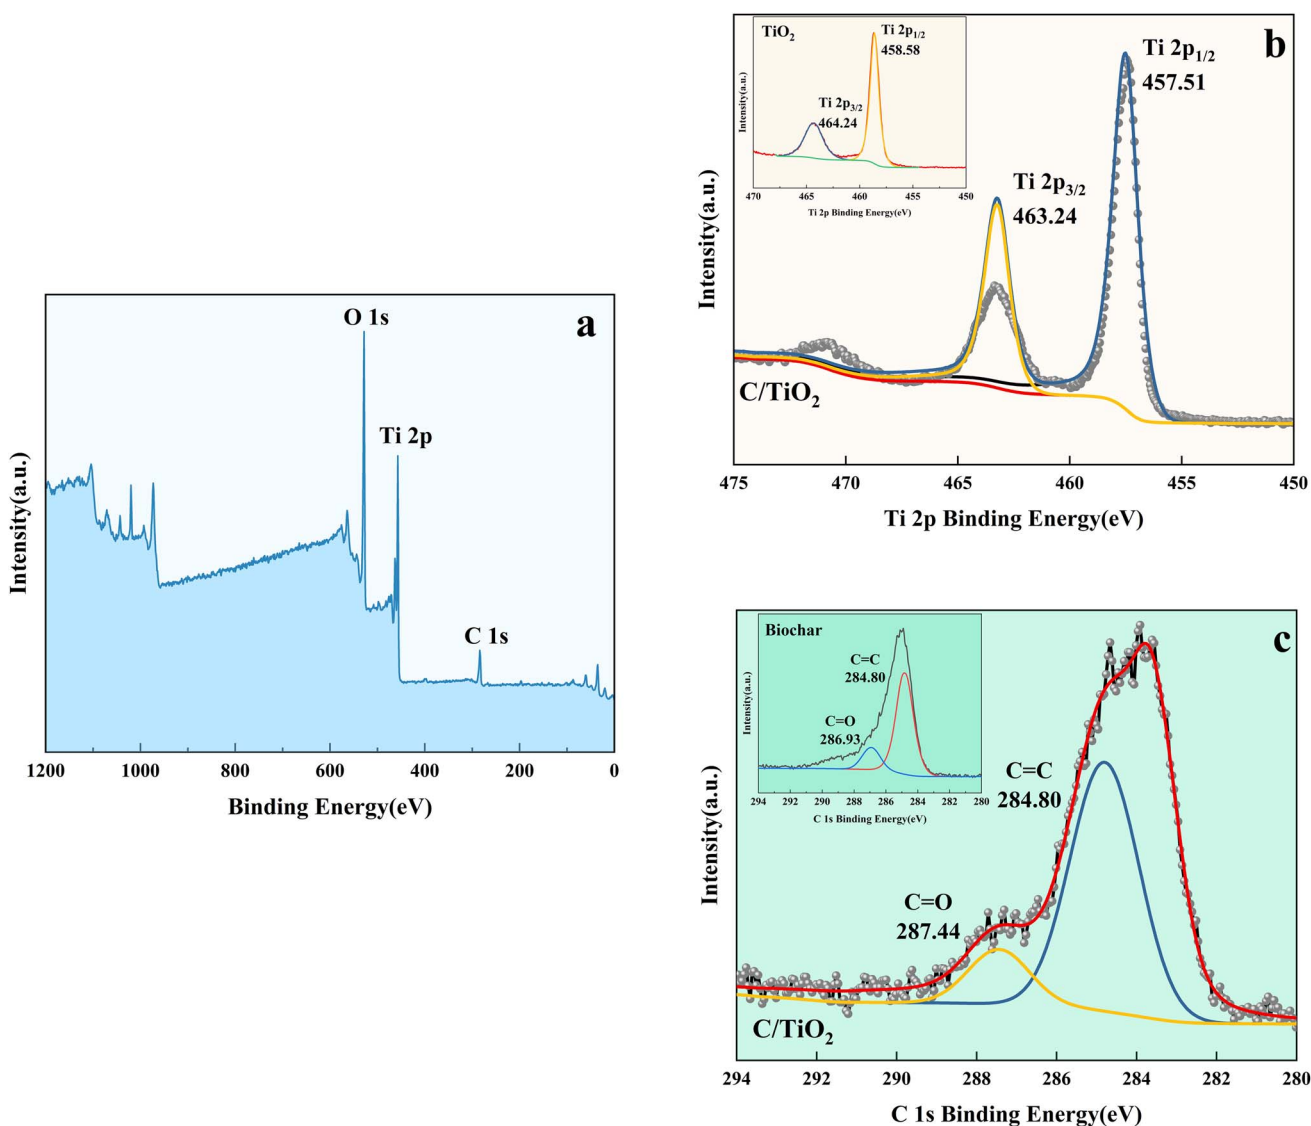 a
O 1s
Ti 2p
C 1s
Intensity(a.u.)
1200 1000 800 600 400 200 0
Binding Energy(eV)
b
TiO₂
Ti 2p₁/₂
458.58
Ti 2p₃/₂
464.24
Intensity(a.u.)
470 465 460 455 450
Ti 2p Binding Energy(eV)
Ti 2p₁/₂
457.51
Ti 2p₃/₂
463.24
C/TiO₂
Intensity(a.u.)
475 470 465 460 455 450
Ti 2p Binding Energy(eV)
c
Biochar
C=C
284.80
C=O
286.93
Intensity(a.u.)
294 292 290 288 286 284 282 280
C 1s Binding Energy(eV)
C=C
284.80
C=O
287.44
C/TiO₂
Intensity(a.u.)
294 292 290 288 286 284 282 280
C 1s Binding Energy(eV)